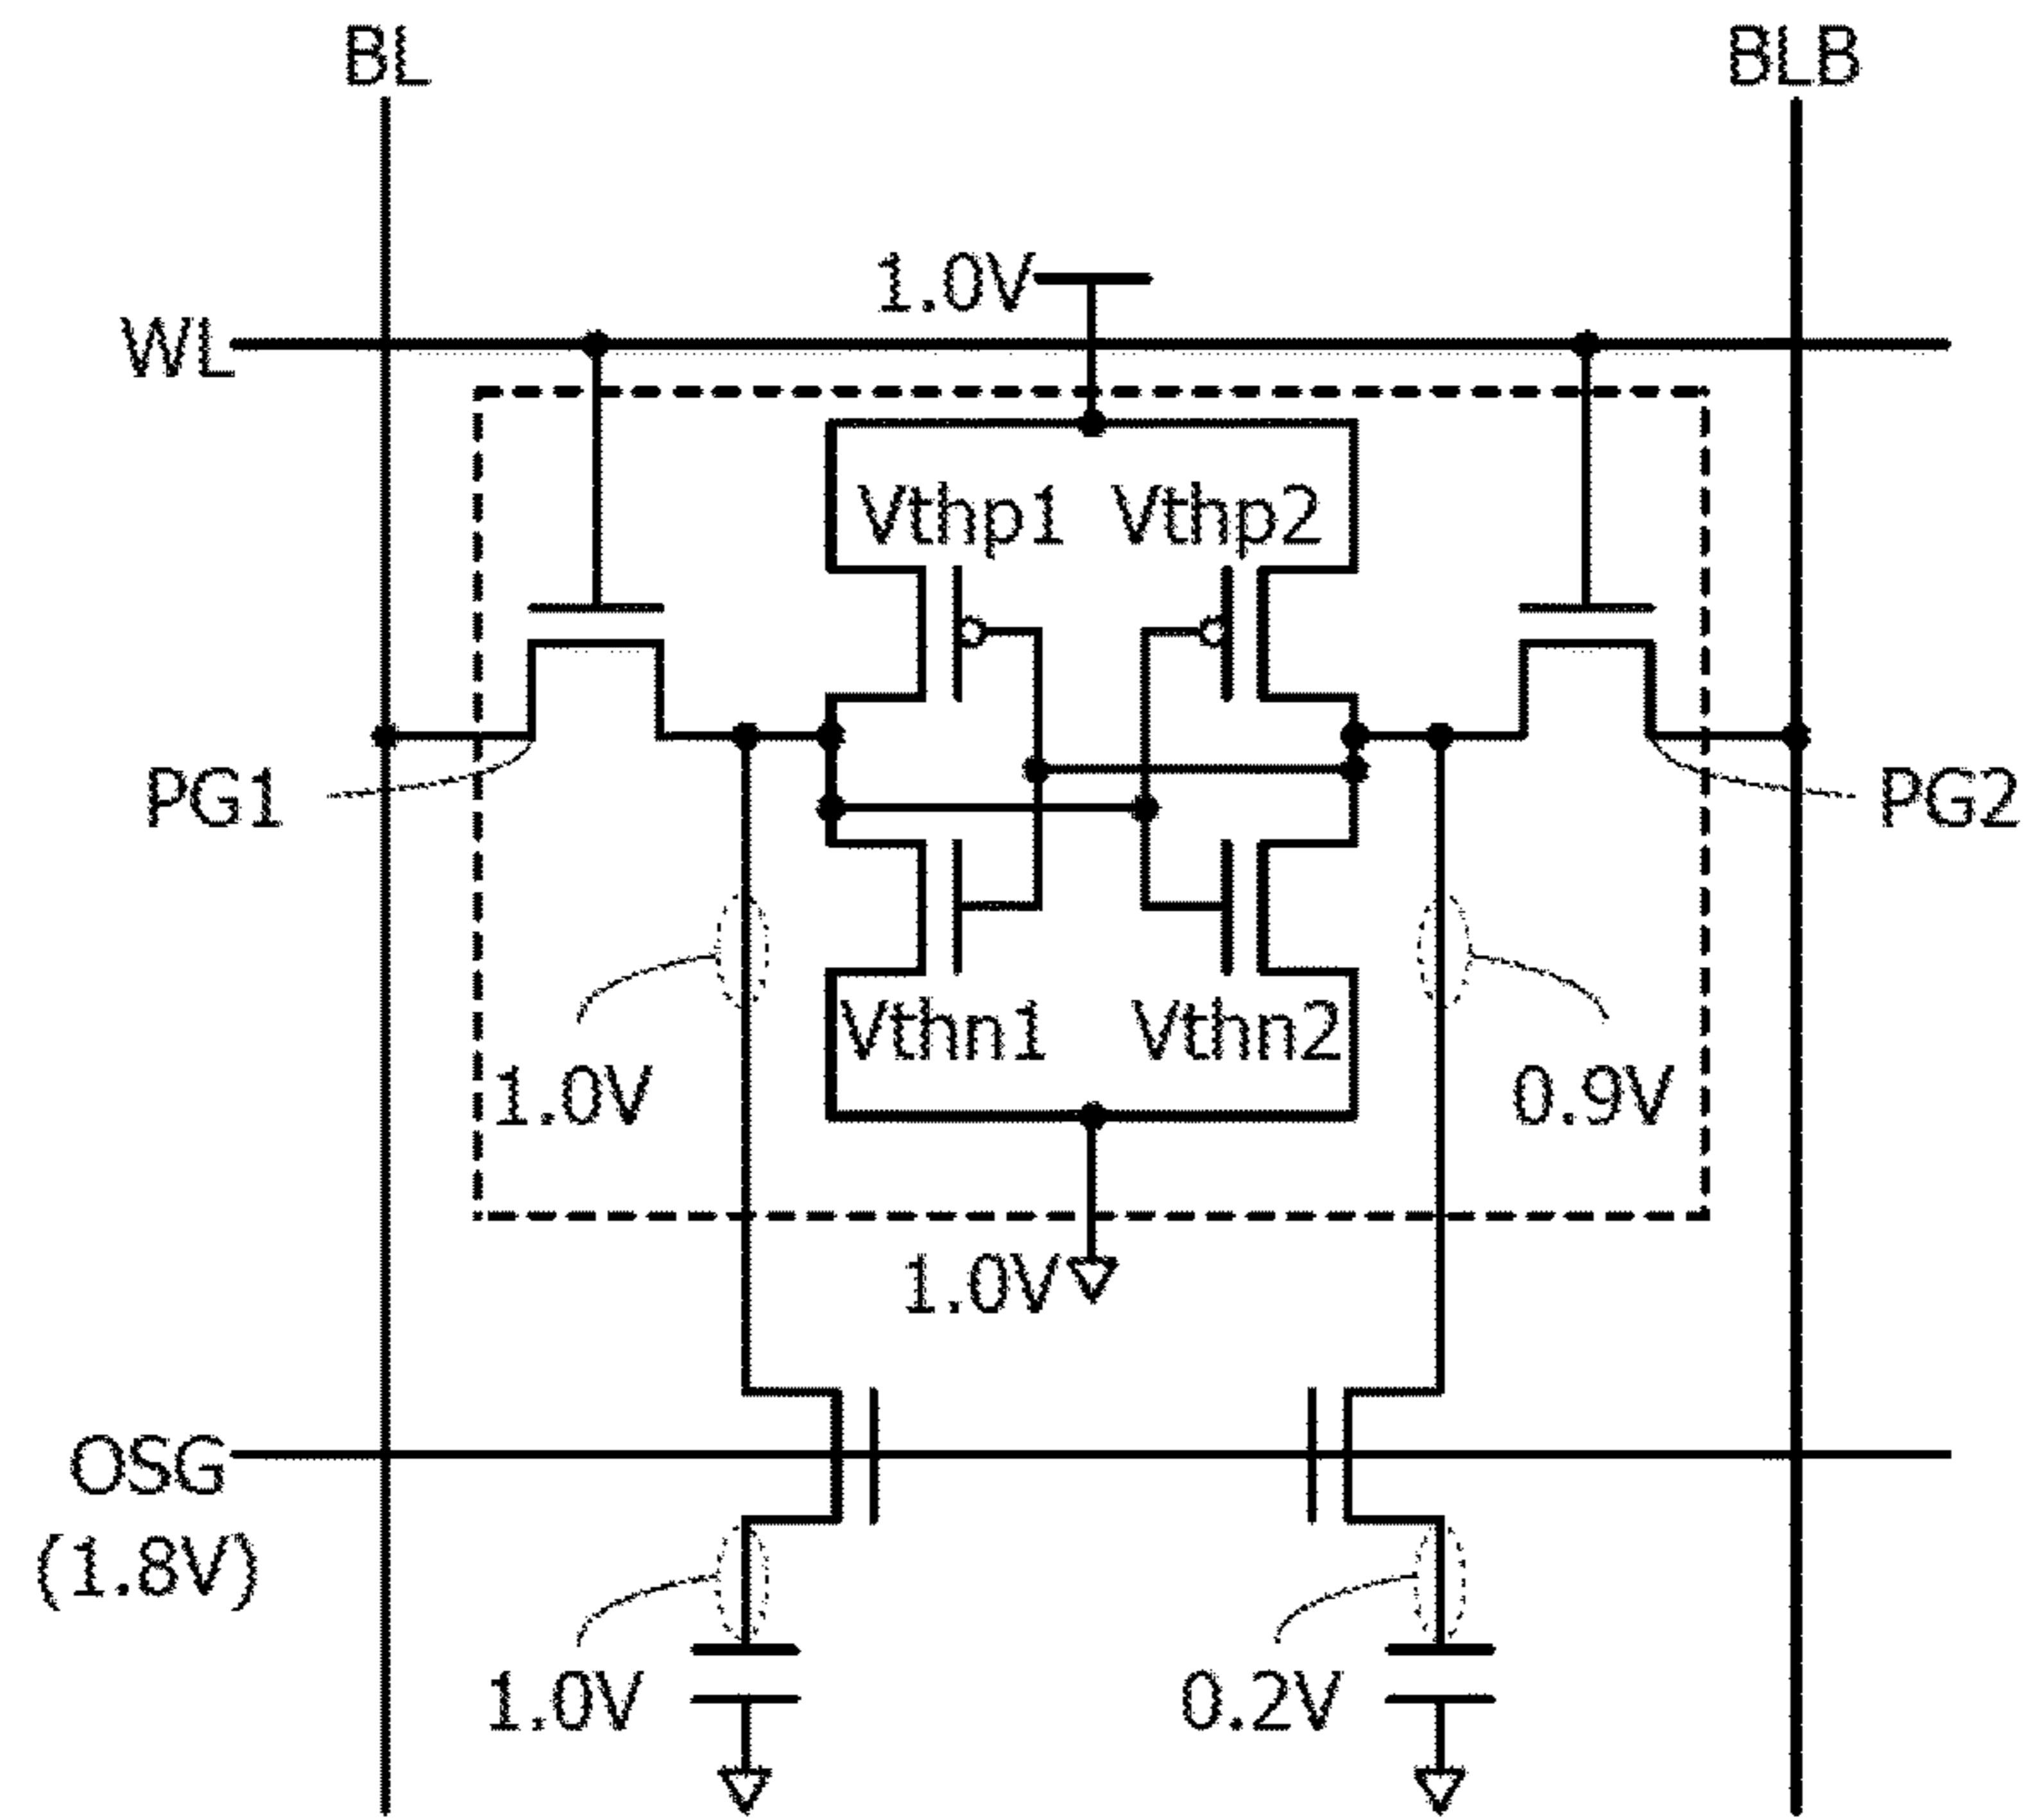 BL
BLB
1.0V
WL
Vthp1
Vthp2
PG1
PG2
Vthn1
Vthn2
1.0V
0.9V
1.0V
OSG
(1.8V)
1.0V
0.2V